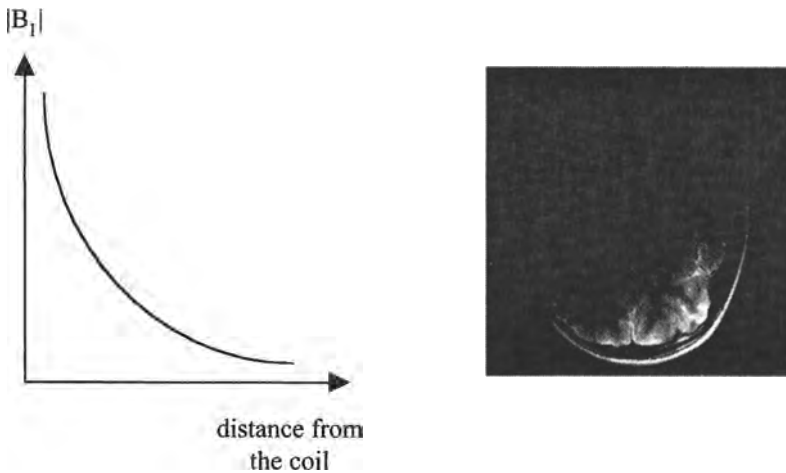 |B₁|
distance from
the coil